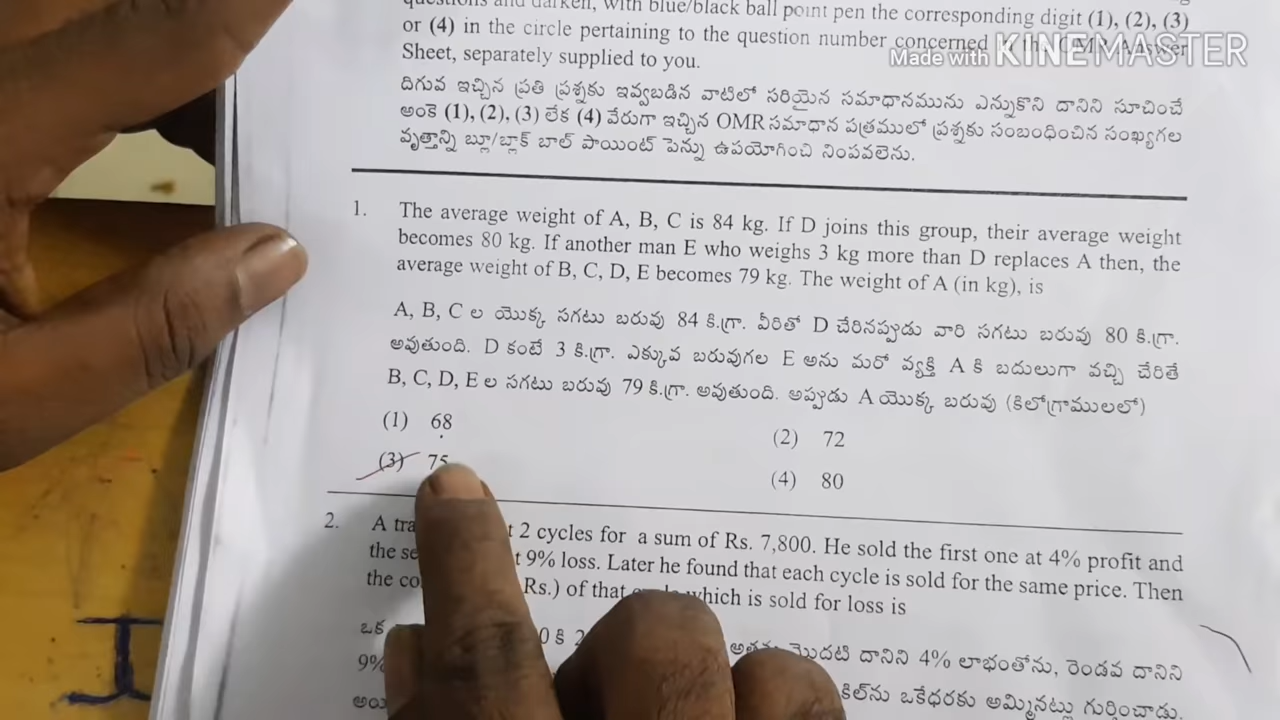 and darken, with blue/black ball point pen the corresponding digit (1), (2), (3)
or (4) in the circle pertaining to the question number concerned Answer
Made with KINEMASTER
Sheet, separately supplied to you.
దిగువ ఇచ్చిన ప్రతి ప్రశ్నకు ఇవ్వబడిన వాటిలో సరియైన సమాధానమును ఎన్నుకొని దానిని సూచించే
అంకె (1), (2), (3) లేక (4) వేరుగా ఇచ్చిన OMR సమాధాన పత్రములో ప్రశ్నకు సంబంధించిన సంఖ్యగల
వృత్తాన్ని బ్లూ/బ్లాక్ బాల్ పాయింట్ పెన్ను ఉపయోగించి నింపవలెను.
1. The average weight of A, B, C is 84 kg. If D joins this group, their average weight
becomes 80 kg. If another man E who weighs 3 kg more than D replaces A then, the
average weight of B, C, D, E becomes 79 kg. The weight of A (in kg), is
A, B, C ల యొక్క సగటు బరువు 84 కి.గ్రా. వీరితో D చేరినప్పుడు వారి సగటు బరువు 80 కి.గ్రా.
అవుతుంది. D కంటే 3 కి.గ్రా. ఎక్కువ బరువుగల E అను మరో వ్యక్తి A కి బదులుగా వచ్చి చేరితే
B, C, D, E ల సగటు బరువు 79 కి.గ్రా. అవుతుంది. అప్పుడు A యొక్క బరువు (కిలోగ్రాములలో)
(1) 68 (2) 72
(3) 75 (4) 80
2. A 2 cycles for a sum of Rs. 7,800. He sold the first one at 4% profit and
the 9% loss. Later he found that each cycle is sold for the same price. Then
the Rs.) of that which is sold for loss is
ఒక మొదటి దానిని 4% లాభంతోను, రెండవ దానిని
9% ఒకేధరకు అమ్మినట్లు గుర్తించాడు.